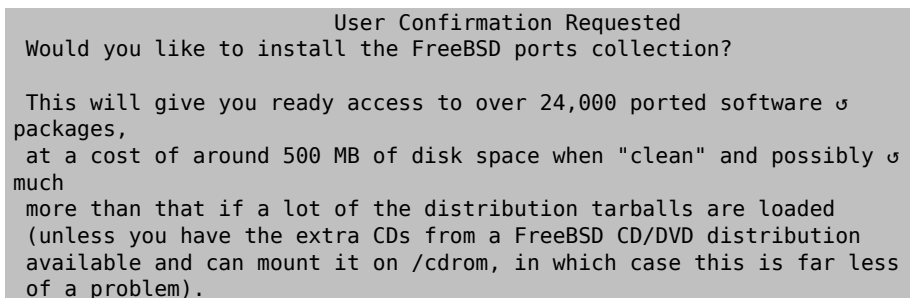 User Confirmation Requested
Would you like to install the FreeBSD ports collection?
This will give you ready access to over 24,000 ported software ↺
packages,
at a cost of around 500 MB of disk space when "clean" and possibly ↺
much
more than that if a lot of the distribution tarballs are loaded
(unless you have the extra CDs from a FreeBSD CD/DVD distribution
available and can mount it on /cdrom, in which case this is far less
of a problem).